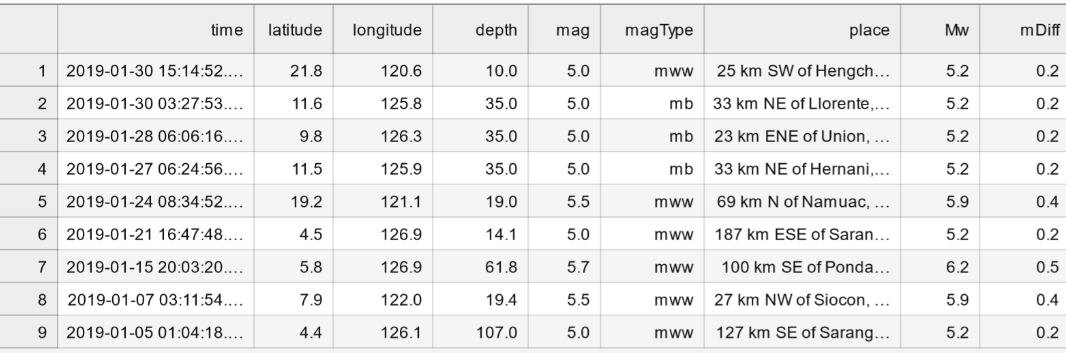 time latitude longitude depth mag magType place Mw mDiff
1 2019-01-30 15:14:52.... 21.8 120.6 10.0 5.0 mww 25 km SW of Hengch... 5.2 0.2
2 2019-01-30 03:27:53.... 11.6 125.8 35.0 5.0 mb 33 km NE of Llorente,... 5.2 0.2
3 2019-01-28 06:06:16.... 9.8 126.3 35.0 5.0 mb 23 km ENE of Union, ... 5.2 0.2
4 2019-01-27 06:24:56.... 11.5 125.9 35.0 5.0 mb 33 km NE of Hernani,... 5.2 0.2
5 2019-01-24 08:34:52.... 19.2 121.1 19.0 5.5 mww 69 km N of Namuac, ... 5.9 0.4
6 2019-01-21 16:47:48.... 4.5 126.9 14.1 5.0 mww 187 km ESE of Saran... 5.2 0.2
7 2019-01-15 20:03:20.... 5.8 126.9 61.8 5.7 mww 100 km SE of Ponda... 6.2 0.5
8 2019-01-07 03:11:54.... 7.9 122.0 19.4 5.5 mww 27 km NW of Siocon, ... 5.9 0.4
9 2019-01-05 01:04:18.... 4.4 126.1 107.0 5.0 mww 127 km SE of Sarang... 5.2 0.2